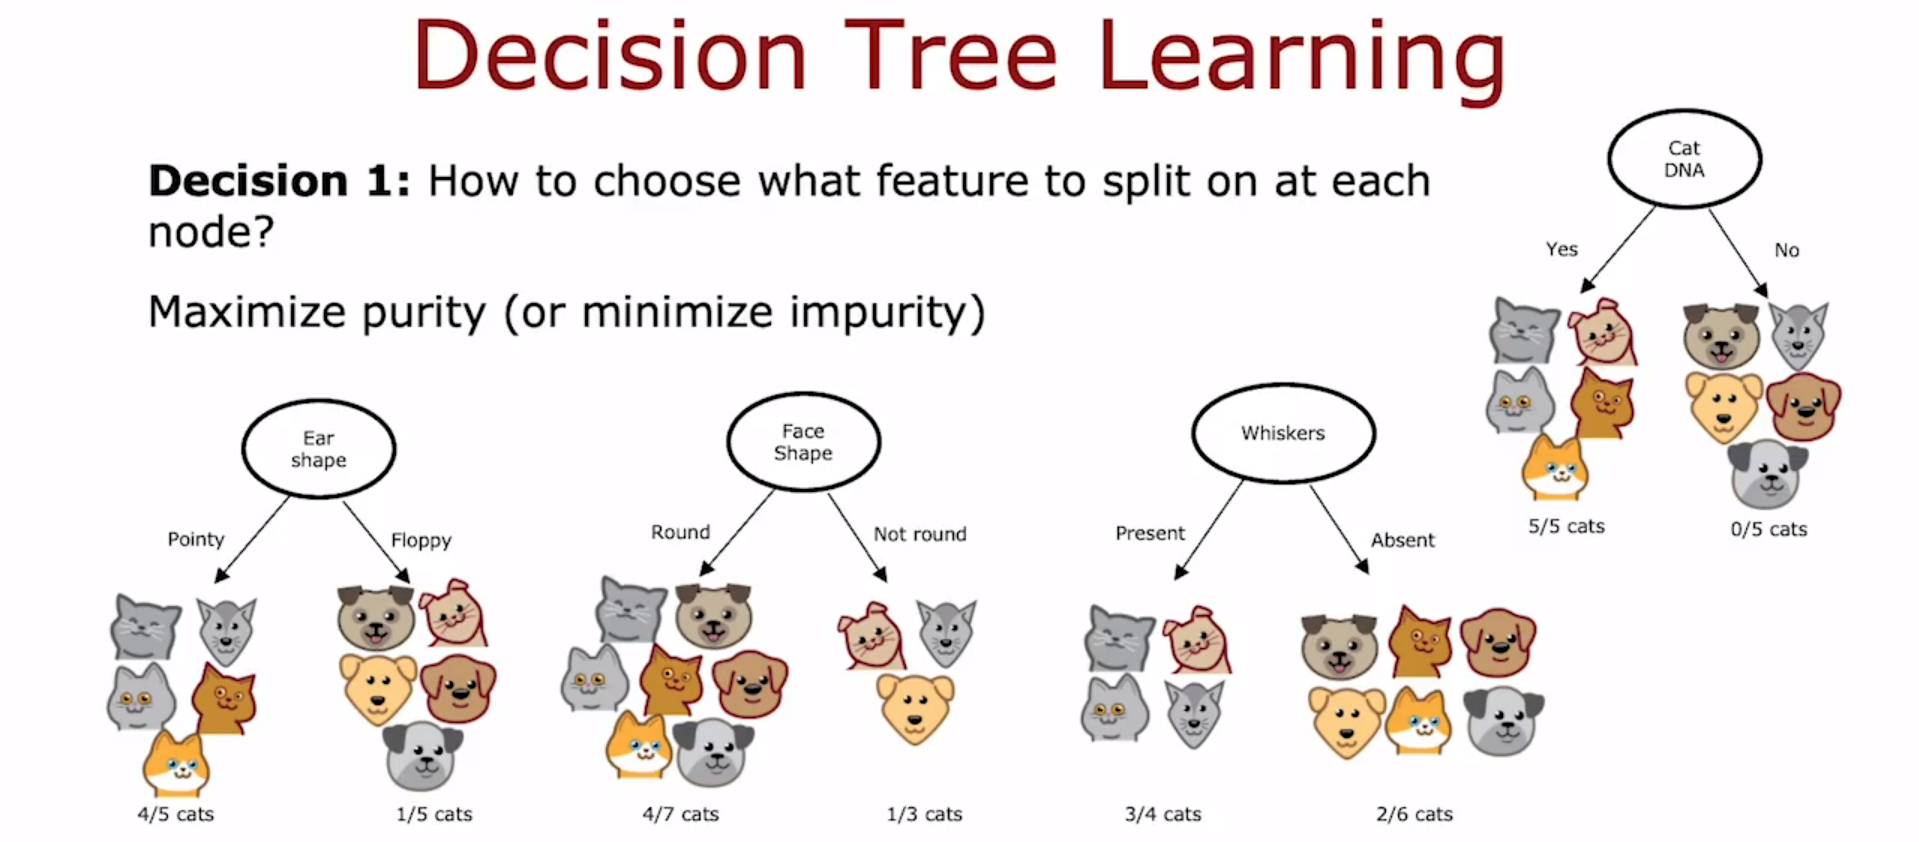 Decision Tree Learning
Decision 1: How to choose what feature to split on at each
node?
Maximize purity (or minimize impurity)
Cat
DNA
Yes
No
5/5 cats
0/5 cats
Ear
shape
Pointy
Floppy
4/5 cats
1/5 cats
Face
Shape
Round
Not round
4/7 cats
1/3 cats
Whiskers
Present
Absent
3/4 cats
2/6 cats